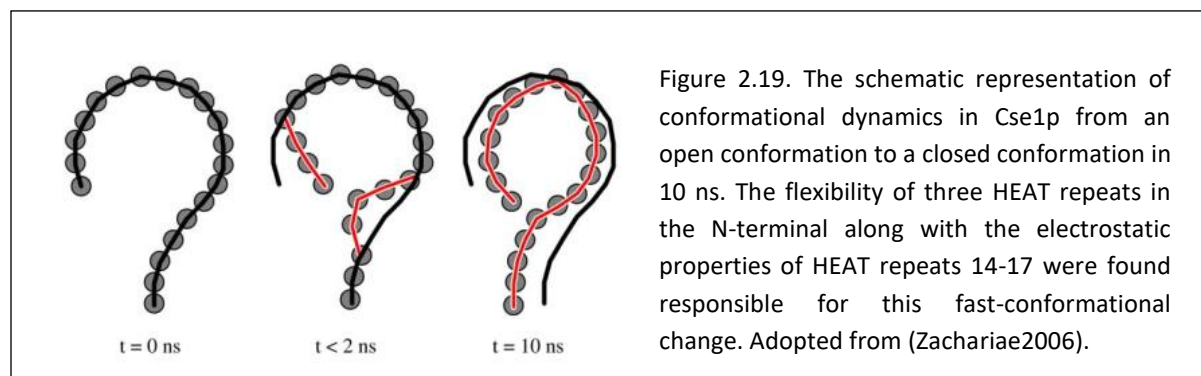 Figure 2.19. The schematic representation of
conformational dynamics in Cse1p from an
open conformation to a closed conformation in
10 ns. The flexibility of three HEAT repeats in
the N-terminal along with the electrostatic
properties of HEAT repeats 14-17 were found
responsible for this fast-conformational
change. Adopted from (Zachariae2006).
t = 0 ns
t < 2 ns
t = 10 ns